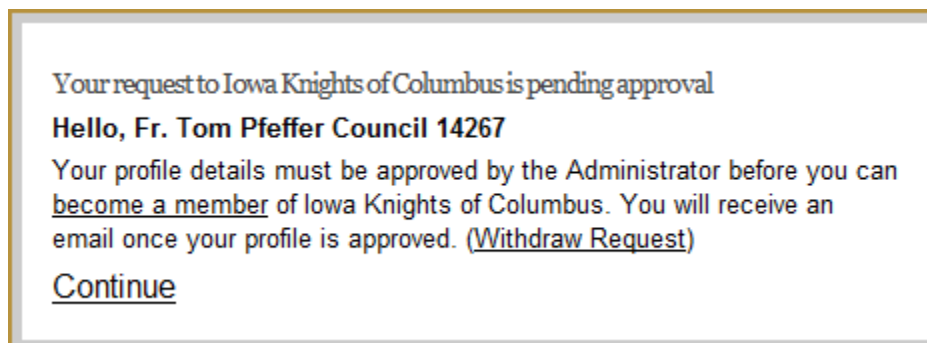 Your request to Iowa Knights of Columbus is pending approval
Hello, Fr. Tom Pfeffer Council 14267
Your profile details must be approved by the Administrator before you can
become a member of Iowa Knights of Columbus. You will receive an
email once your profile is approved. (Withdraw Request)
Continue